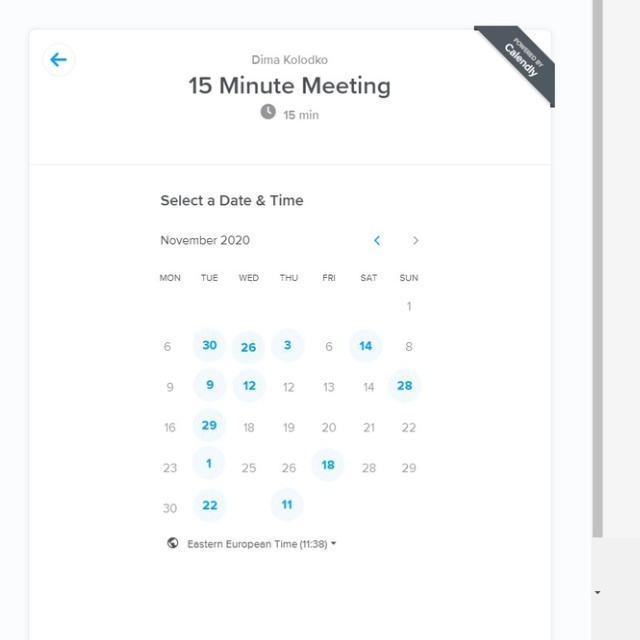 POWERED BY
Calendly
Dima Kolodko
15 Minute Meeting
15 min
Select a Date & Time
November 2020
MON TUE WED THU FRI SAT SUN
1
6 30 26 3 6 14 8
9 9 12 12 13 14 28
16 29 18 19 20 21 22
23 1 25 26 18 28 29
30 22 11
Eastern European Time (11:38)